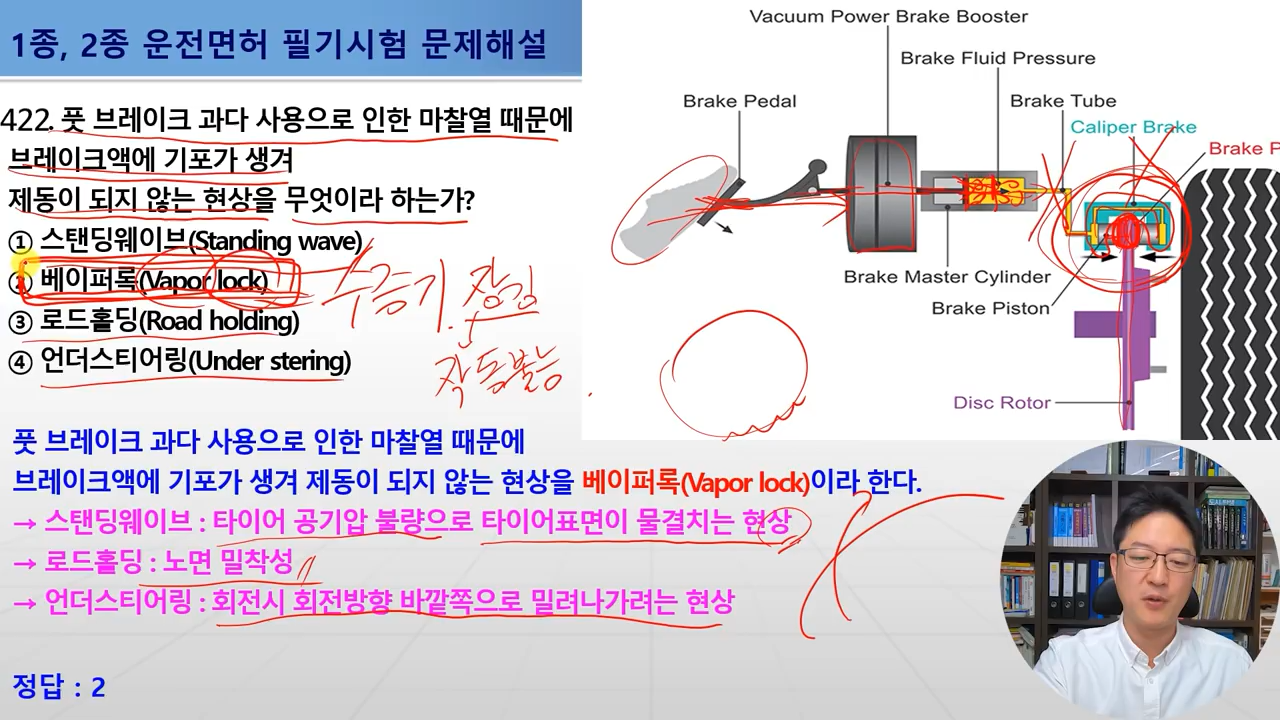 1종, 2종 운전면허 필기시험 문제해설
422. 풋 브레이크 과다 사용으로 인한 마찰열 때문에
브레이크액에 기포가 생겨
제동이 되지 않는 현상을 무엇이라 하는가?
① 스탠딩웨이브(Standing wave)
② 베이퍼록(Vapor lock)
③ 로드홀딩(Road holding)
④ 언더스티어링(Under stering)
수증기 잠김
작동불능
풋 브레이크 과다 사용으로 인한 마찰열 때문에
브레이크액에 기포가 생겨 제동이 되지 않는 현상을 베이퍼록(Vapor lock)이라 한다.
→ 스탠딩웨이브 : 타이어 공기압 불량으로 타이어표면이 물결치는 현상
→ 로드홀딩 : 노면 밀착성
→ 언더스티어링 : 회전시 회전방향 바깥쪽으로 밀려나가려는 현상
정답 : 2
Vacuum Power Brake Booster
Brake Fluid Pressure
Brake Pedal
Brake Tube
Caliper Brake
Brake P
Brake Master Cylinder
Brake Piston
Disc Rotor